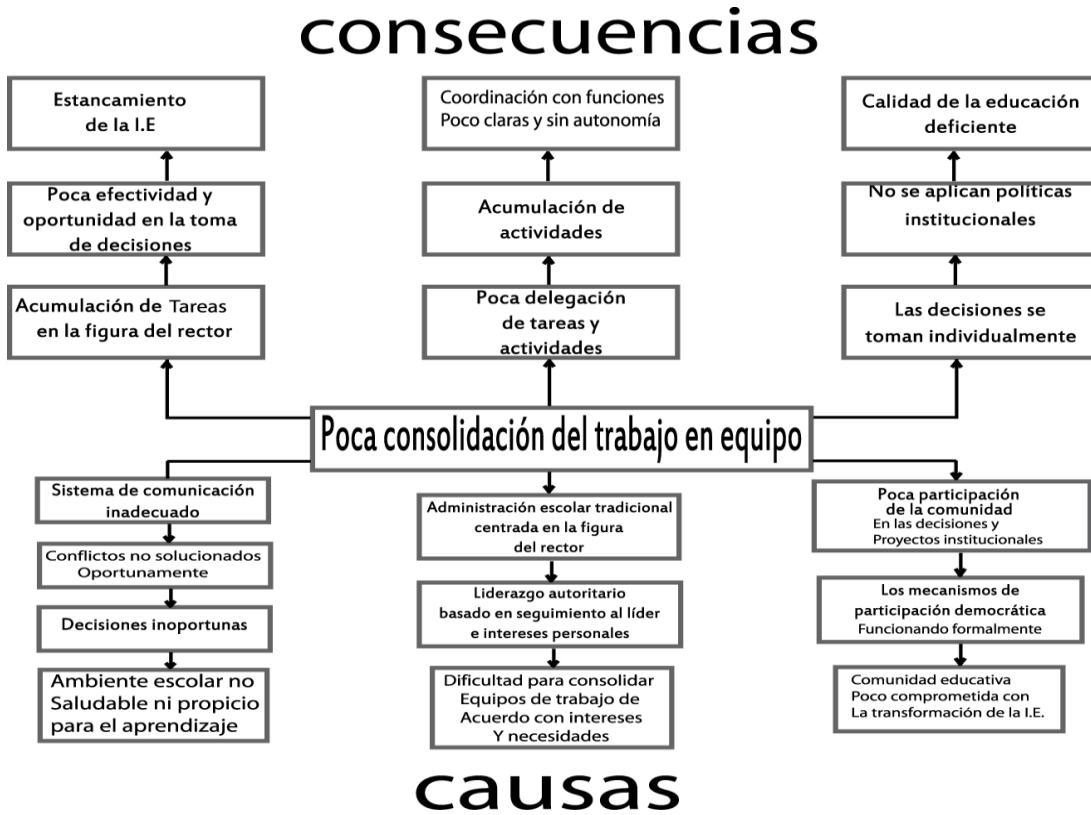 consecuencias
Estancamiento
de la I.E
Coordinación con funciones
Poco claras y sin autonomía
Calidad de la educación
deficiente
Poca efectividad y
oportunidad en la toma
de decisiones
Acumulación de
actividades
No se aplican políticas
institucionales
Acumulación de Tareas
en la figura del rector
Poca delegación
de tareas y
actividades
Las decisiones se
toman individualmente
Poca consolidación del trabajo en equipo
Sistema de comunicación
inadecuado
Administración escolar tradicional
centrada en la figura
del rector
Poca participación
de la comunidad
En las decisiones y
Proyectos institucionales
Conflictos no solucionados
Oportunamente
Liderazgo autoritario
basado en seguimiento al líder
e intereses personales
Los mecanismos de
participación democrática
Funcionando formalmente
Decisiones inoportunas
Ambiente escolar no
Saludable ni propicio
para el aprendizaje
Dificultad para consolidar
Equipos de trabajo de
Acuerdo con intereses
Y necesidades
Comunidad educativa
Poco comprometida con
La transformación de la I.E.
causas